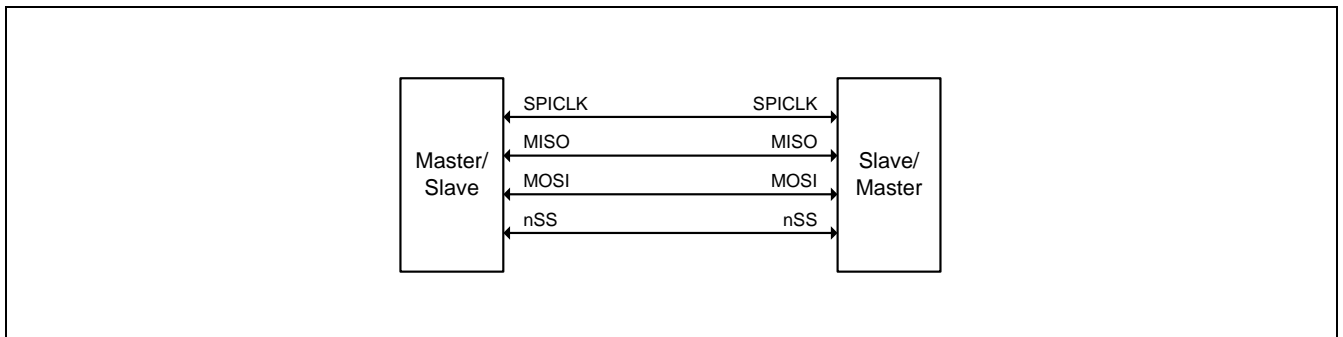 SPICLK SPICLK
MISO MISO
Master/
Slave
Slave/
Master
MOSI MOSI
nSS nSS